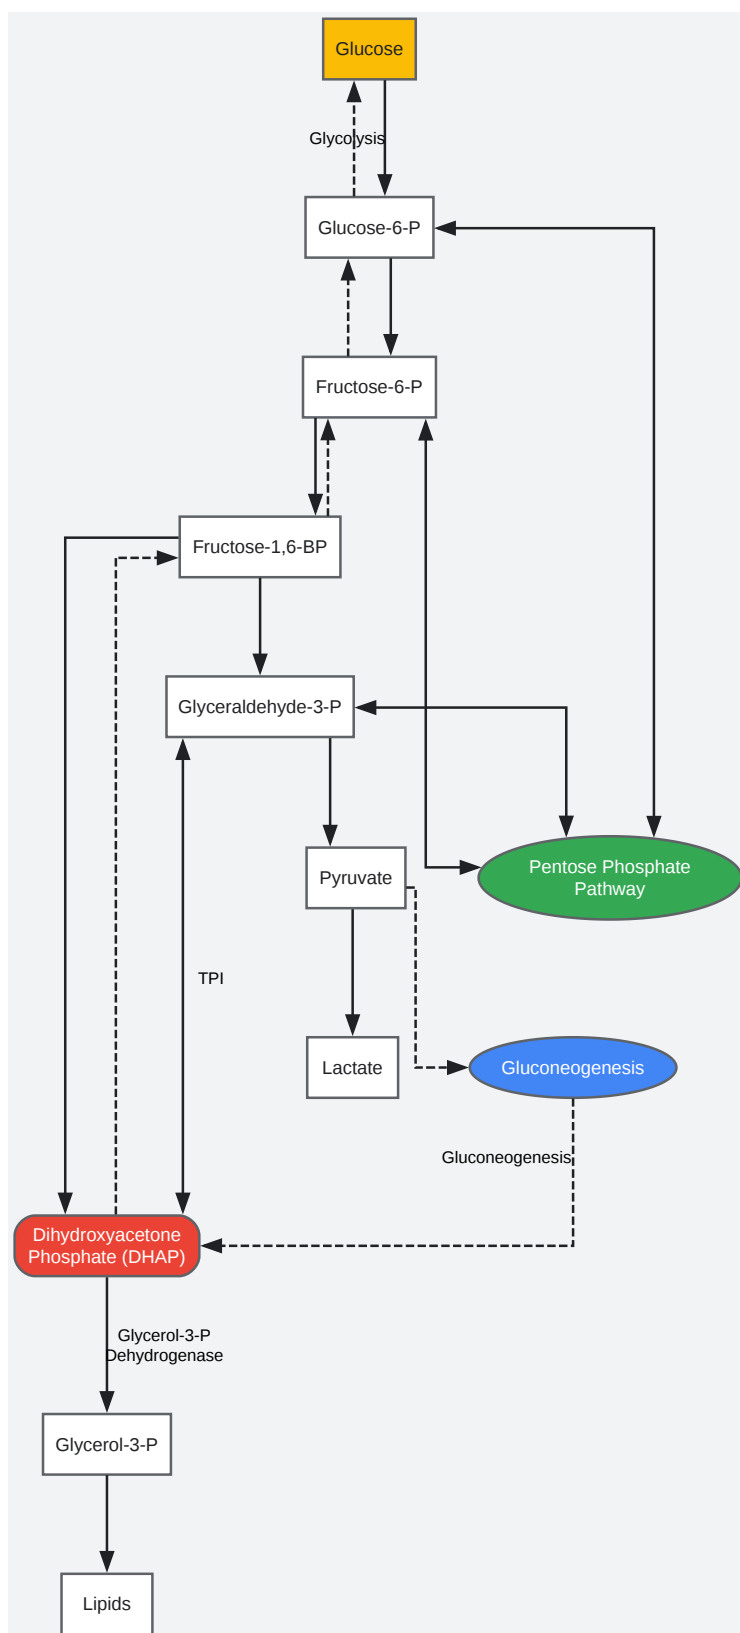 Glucose
Glycolysis
Glucose-6-P
Fructose-6-P
Fructose-1,6-BP
Glyceraldehyde-3-P
Pentose Phosphate
Pathway
Pyruvate
TPI
Lactate
Gluconeogenesis
Gluconeogenesis
Dihydroxyacetone
Phosphate (DHAP)
Glycerol-3-P
Dehydrogenase
Glycerol-3-P
Lipids